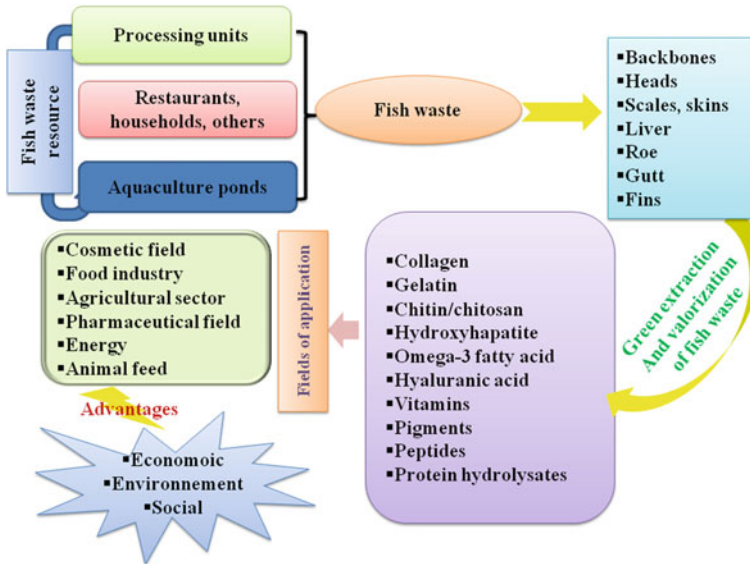 Fish waste
resource
Processing units
Restaurants,
households, others
Aquaculture ponds
Fish waste
▪Backbones
▪Heads
▪Scales, skins
▪Liver
▪Roe
▪Gutt
▪Fins
Green extraction
And valorization
of fish waste
▪Collagen
▪Gelatin
▪Chitin/chitosan
▪Hydroxyhapatite
▪Omega-3 fatty acid
▪Hyaluranic acid
▪Vitamins
▪Pigments
▪Peptides
▪Protein hydrolysates
Fields of application
▪Cosmetic field
▪Food industry
▪Agricultural sector
▪Pharmaceutical field
▪Energy
▪Animal feed
Advantages
▪Economoic
▪Environnement
▪Social